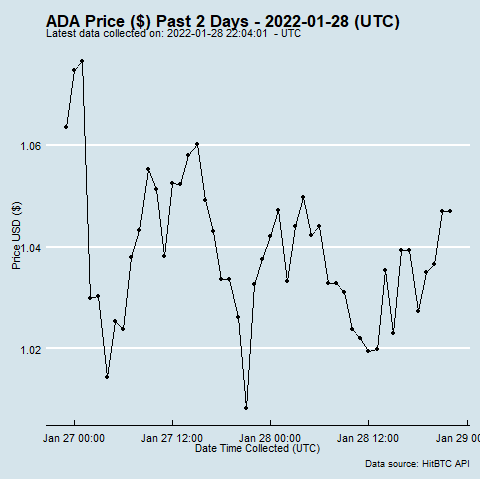 ADA Price ($) Past 2 Days - 2022-01-28 (UTC)
Latest data collected on: 2022-01-28 22:04:01 - UTC
1.06
1.04
1.02
Price USD ($)
Jan 27 00:00 Jan 27 12:00 Jan 28 00:00 Jan 28 12:00 Jan 29 00
Date Time Collected (UTC)
Data source: HitBTC API